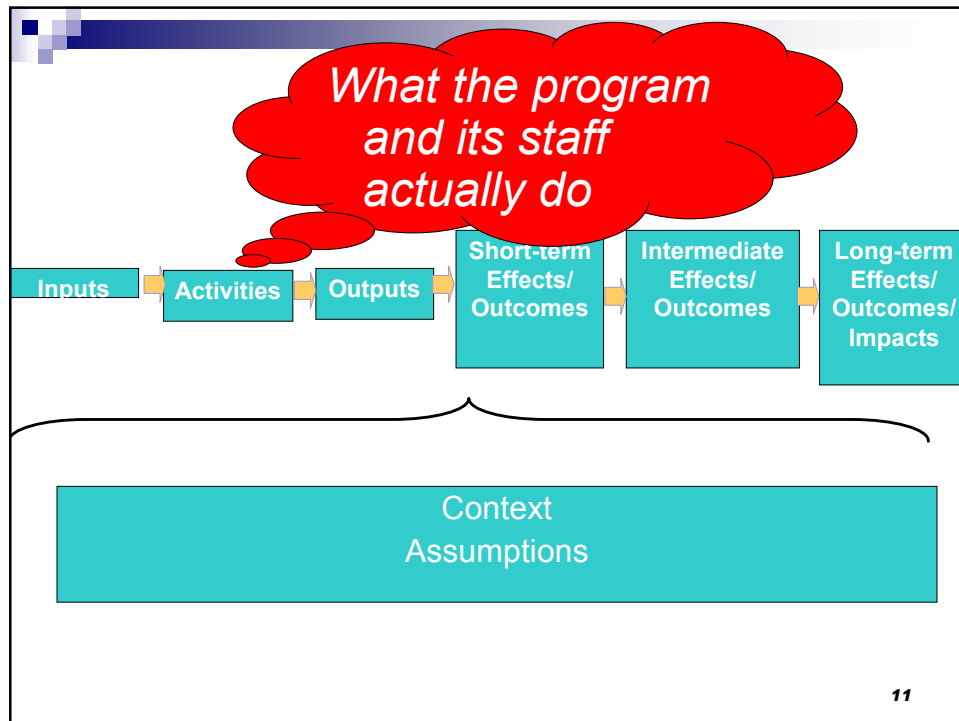 What the program
and its staff
actually do
Inputs
Activities
Outputs
Short-term
Effects/
Outcomes
Intermediate
Effects/
Outcomes
Long-term
Effects/
Outcomes/
Impacts
Context
Assumptions
11